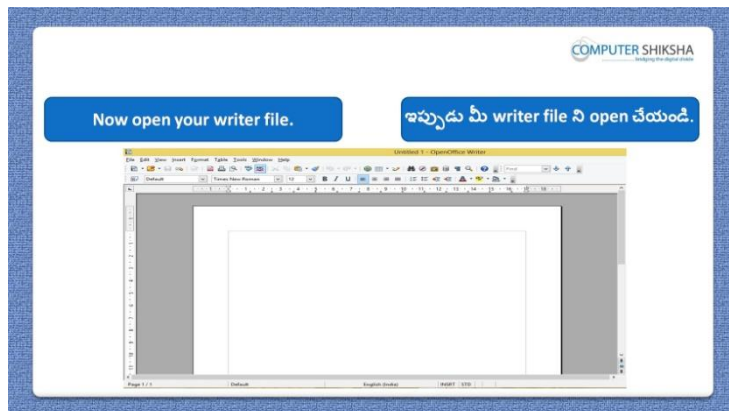 COMPUTER SHIKSHA
bridging the digital divide
Now open your writer file.
ఇప్పుడు మీ writer file ని open చేయండి.
Untitled 1 - OpenOffice Writer
File Edit View Insert Format Table Tools Window Help
Default Times New Roman 12 B I U
Page 1 / 1 Default English (India) INSRT STD